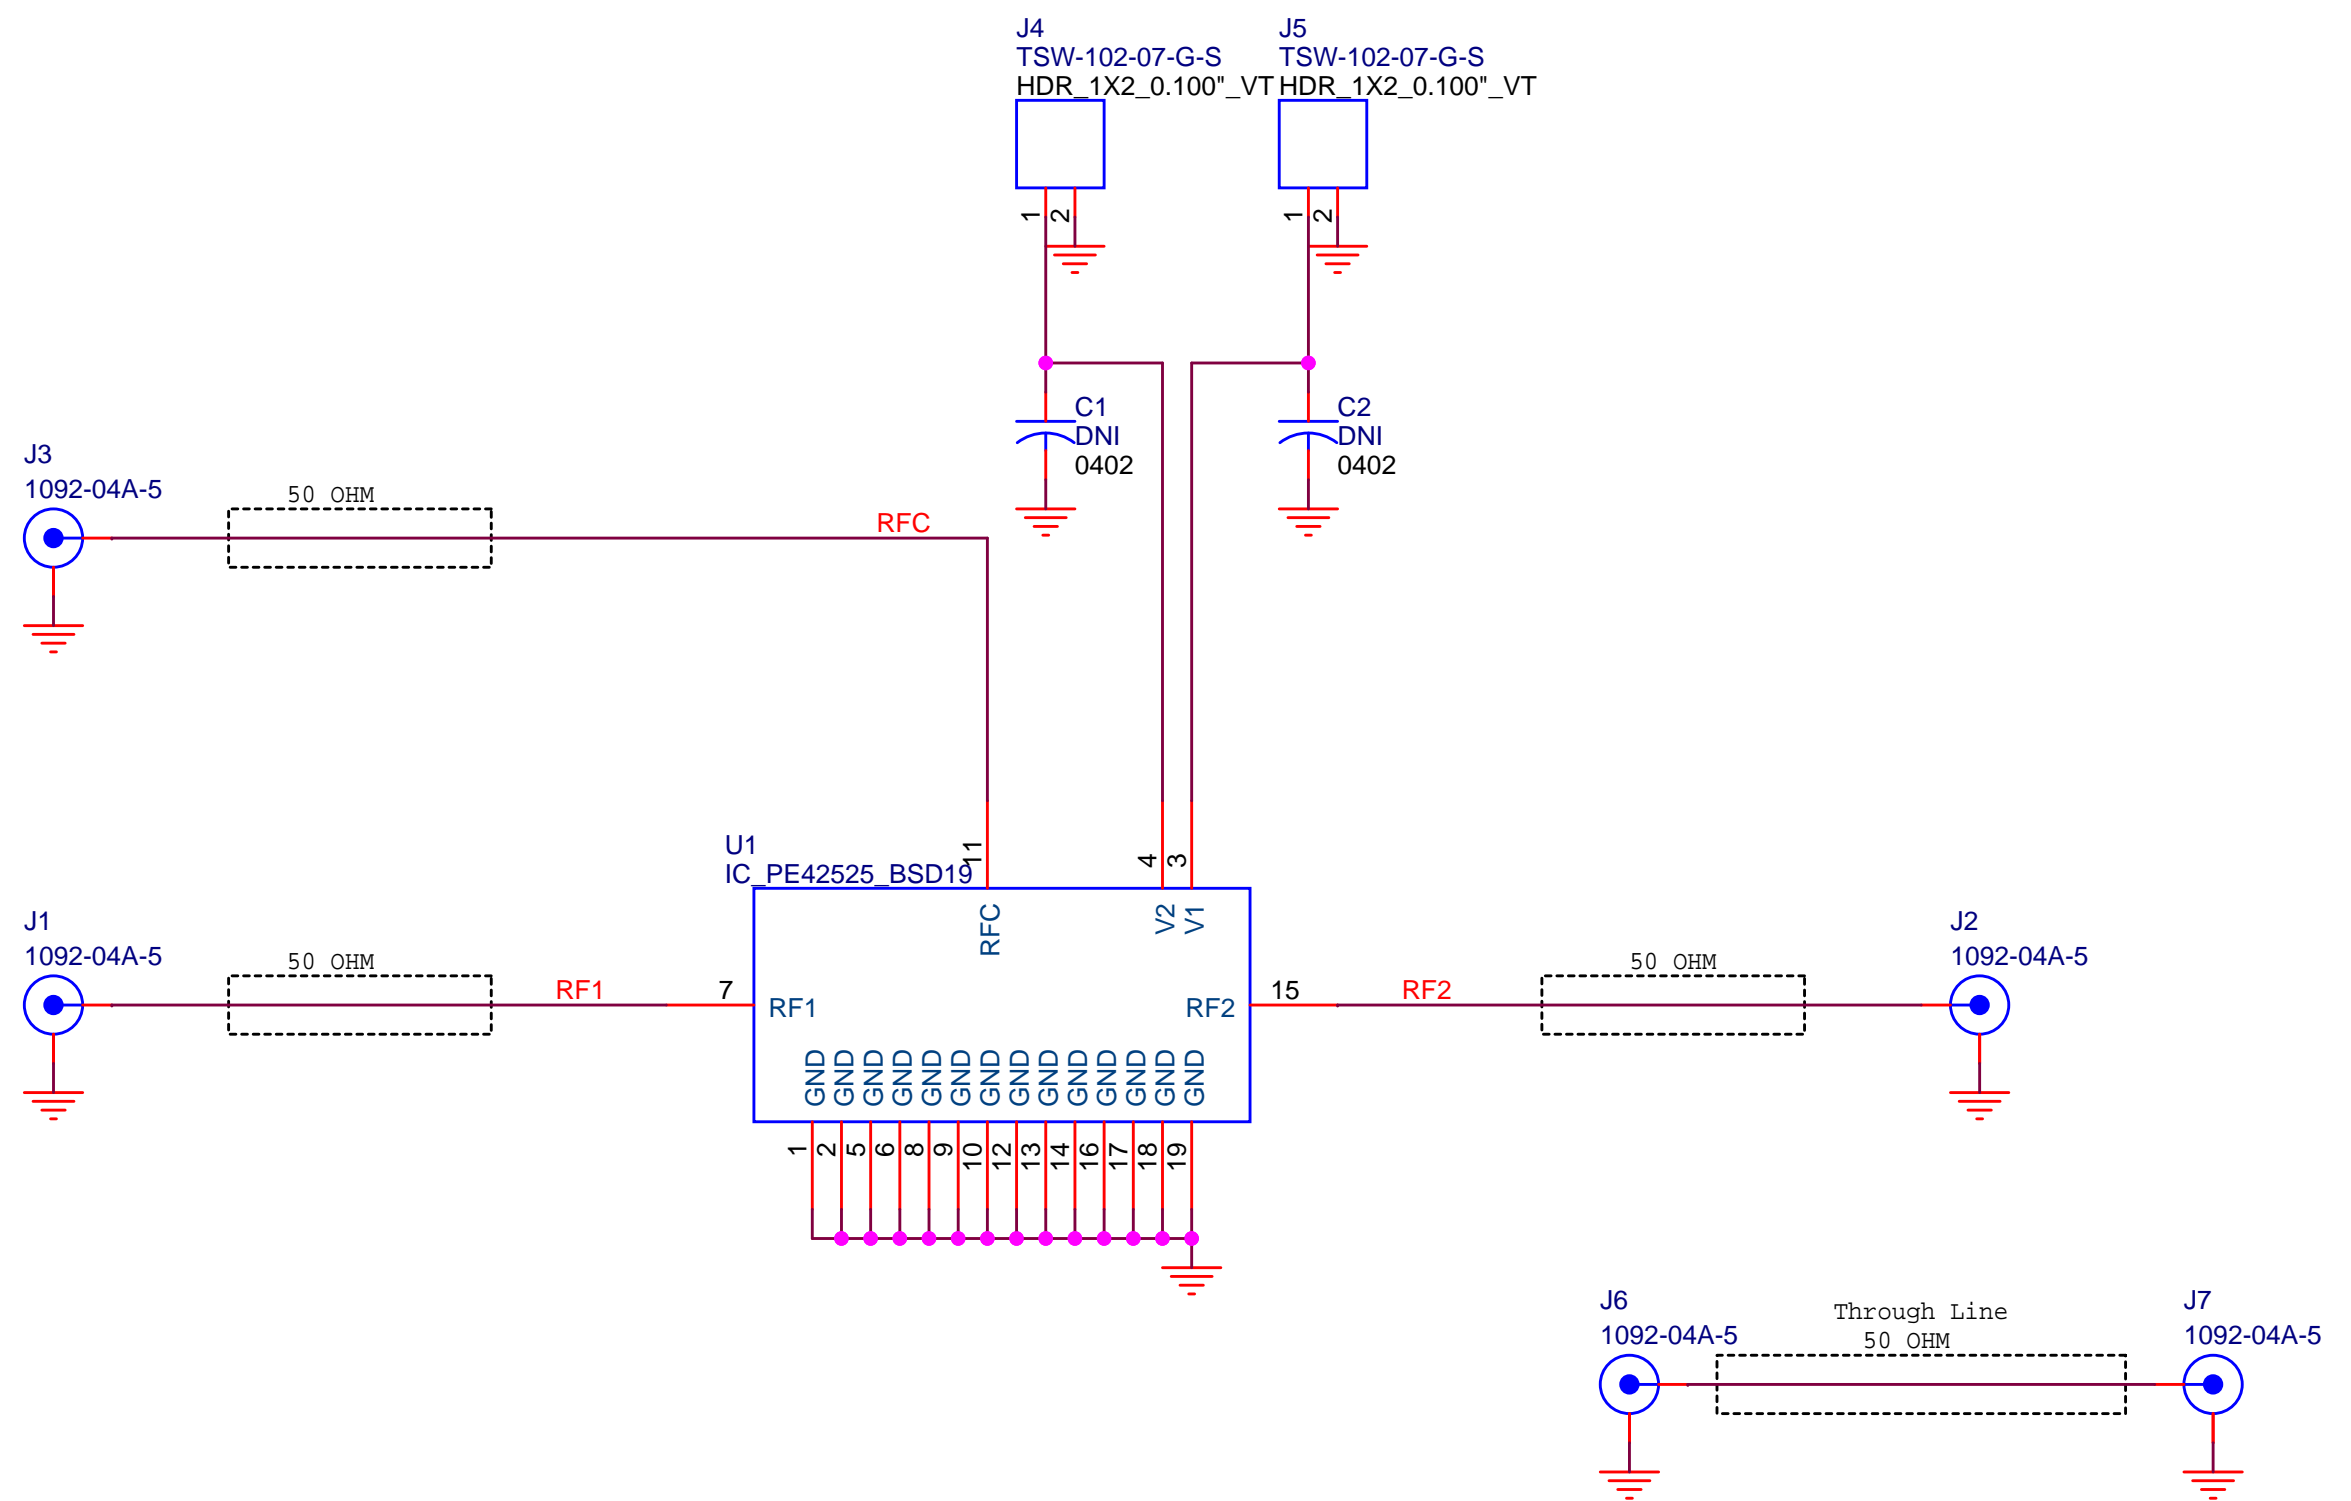 J4
TSW-102-07-G-S
HDR_1X2_0.100"_VT
1
2
J5
TSW-102-07-G-S
HDR_1X2_0.100"_VT
1
2
C1
DNI
0402
C2
DNI
0402
J3
1092-04A-5
50 OHM
RFC
U1
IC_PE42525_BSD19
11
4
3
RFC
V2
V1
J1
1092-04A-5
50 OHM
RF1
7
RF1
RF2
15
RF2
50 OHM
J2
1092-04A-5
GND
GND
GND
GND
GND
GND
GND
GND
GND
GND
GND
GND
GND
GND
1
2
5
6
8
9
10
12
13
14
16
17
18
19
J6
1092-04A-5
Through Line
50 OHM
J7
1092-04A-5